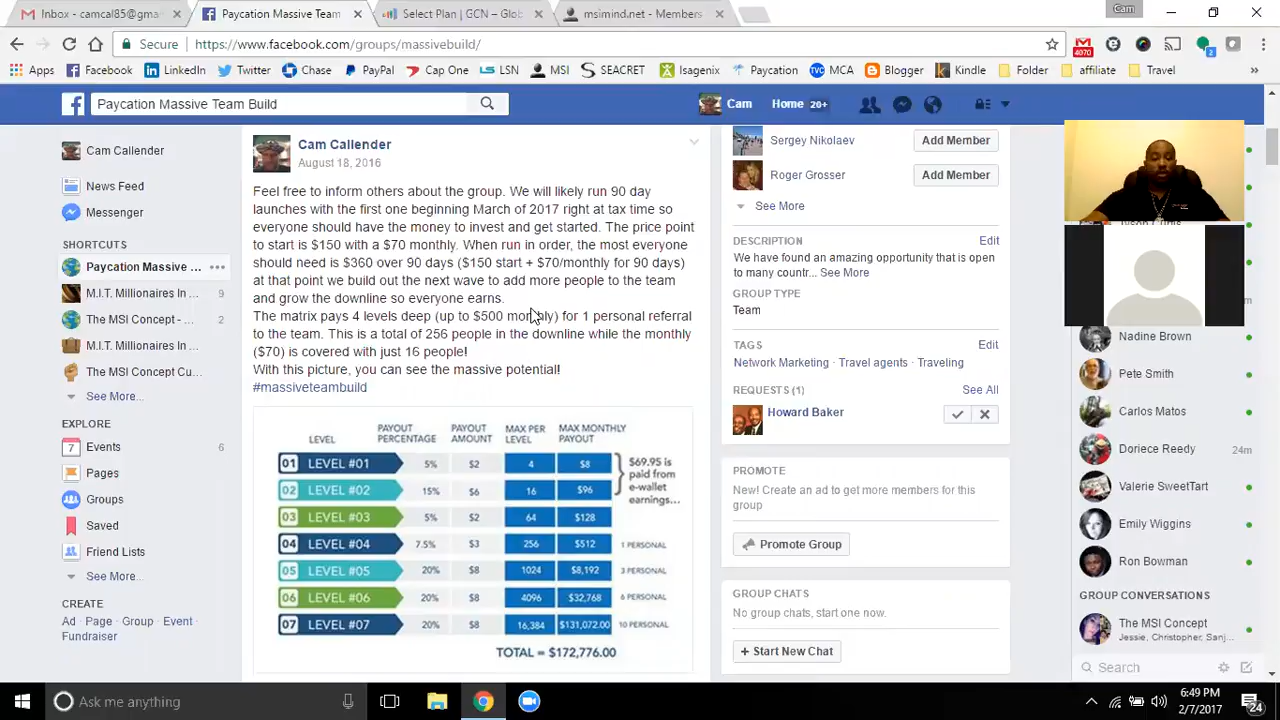 Inbox - camcal85@gma
Paycation Massive Team
Select Plan | GCN – Glob
msimind.net - Members
Cam
Secure
https://www.facebook.com/groups/massivebuild/
4070
2
Apps
Facebook
LinkedIn
Twitter
Chase
PayPal
Cap One
LSN
MSI
SEACRET
Isagenix
Paycation
MCA
Blogger
Kindle
Folder
affiliate
Travel
»
Paycation Massive Team Build
Cam
Home 20+
Cam Callender
News Feed
Messenger
SHORTCUTS
Paycation Massive ...
M.I.T. Millionaires In ... 9
The MSI Concept - ... 2
M.I.T. Millionaires In ...
The MSI Concept Cu...
See More...
EXPLORE
Events 6
Pages
Groups
Saved
Friend Lists
See More...
CREATE
Ad · Page · Group · Event ·
Fundraiser
Cam Callender
August 18, 2016
Feel free to inform others about the group. We will likely run 90 day
launches with the first one beginning March of 2017 right at tax time so
everyone should have the money to invest and get started. The price point
to start is $150 with a $70 monthly. When run in order, the most everyone
should need is $360 over 90 days ($150 start + $70/monthly for 90 days)
at that point we build out the next wave to add more people to the team
and grow the downline so everyone earns.
The matrix pays 4 levels deep (up to $500 monthly) for 1 personal referral
to the team. This is a total of 256 people in the downline while the monthly
($70) is covered with just 16 people!
With this picture, you can see the massive potential!
#massiveteambuild
LEVEL PAYOUT PERCENTAGE PAYOUT AMOUNT MAX PER LEVEL MAX MONTHLY PAYOUT
01 LEVEL #01 5% $2 4 $8
02 LEVEL #02 15% $6 16 $96
$69.95 is
paid from
e-wallet
earnings...
03 LEVEL #03 5% $2 64 $128
04 LEVEL #04 7.5% $3 256 $512 1 PERSONAL
05 LEVEL #05 20% $8 1024 $8,192 3 PERSONAL
06 LEVEL #06 20% $8 4096 $32,768 6 PERSONAL
07 LEVEL #07 20% $8 16,384 $131,072.00 10 PERSONAL
TOTAL = $172,776.00
Sergey Nikolaev Add Member
Roger Grosser Add Member
See More
DESCRIPTION Edit
We have found an amazing opportunity that is open
to many countr... See More
GROUP TYPE
Team
TAGS Edit
Network Marketing · Travel agents · Traveling
REQUESTS (1) See All
Howard Baker
PROMOTE
New! Create an ad to get more members for this
group
Promote Group
GROUP CHATS
No group chats, start one now.
+ Start New Chat
Nadine Brown
Pete Smith
Carlos Matos
Doriece Reedy 24m
Valerie SweetTart
Emily Wiggins
Ron Bowman
GROUP CONVERSATIONS
The MSI Concept
Jessie, Christopher, Sanj...
Search
Ask me anything
6:49 PM
2/7/2017
24